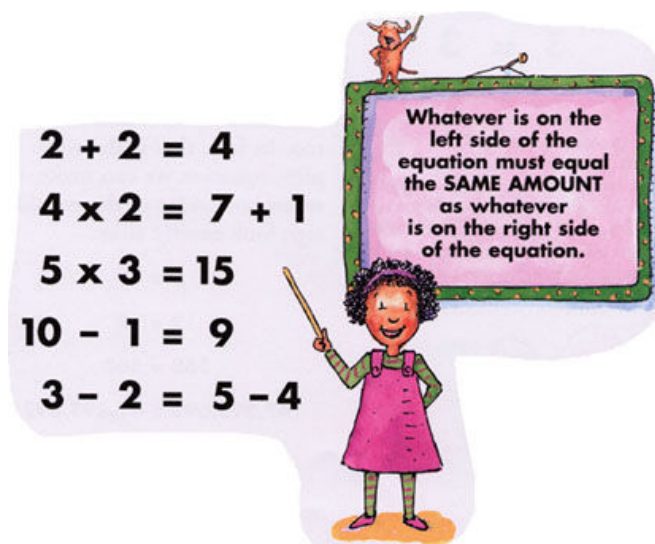 2 + 2 = 4
4 x 2 = 7 + 1
5 x 3 = 15
10 - 1 = 9
3 - 2 = 5 - 4
Whatever is on the
left side of the
equation must equal
the SAME AMOUNT
as whatever
is on the right side
of the equation.